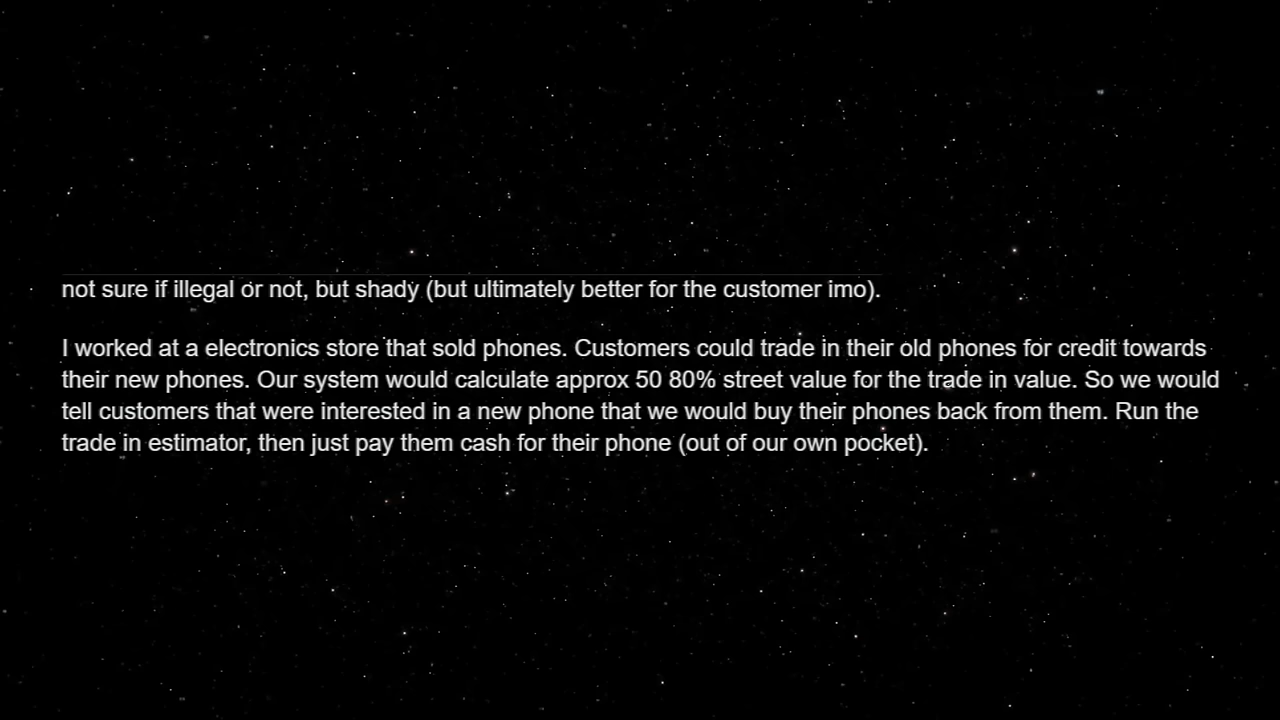 not sure if illegal or not, but shady (but ultimately better for the customer imo).
I worked at a electronics store that sold phones. Customers could trade in their old phones for credit towards
their new phones. Our system would calculate approx 50 80% street value for the trade in value. So we would
tell customers that were interested in a new phone that we would buy their phones back from them. Run the
trade in estimator, then just pay them cash for their phone (out of our own pocket).